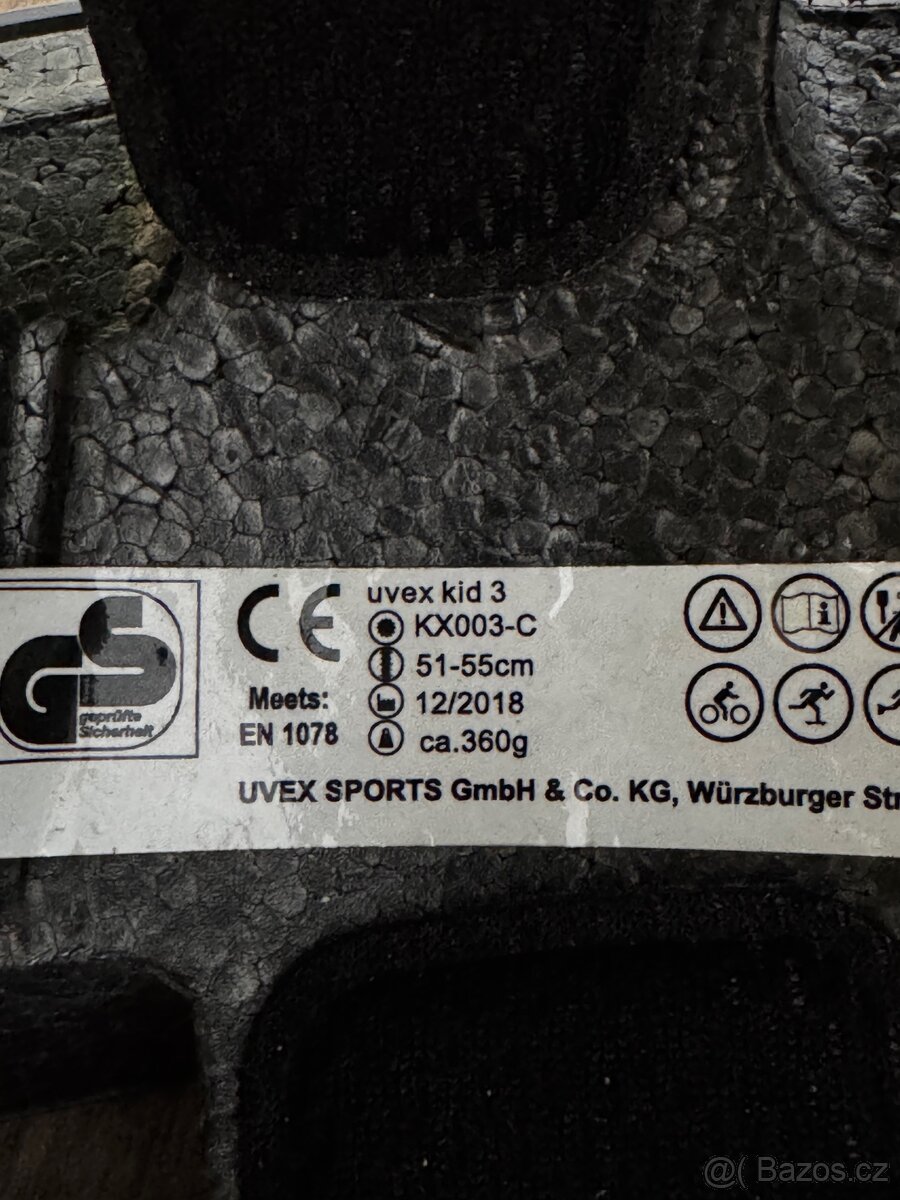 GS
geprüfte
Sicherheit
CE
Meets:
EN 1078
uvex kid 3
KX003-C
51-55cm
12/2018
ca.360g
UVEX SPORTS GmbH & Co. KG, Würzburger Str
@( Bazos.cz